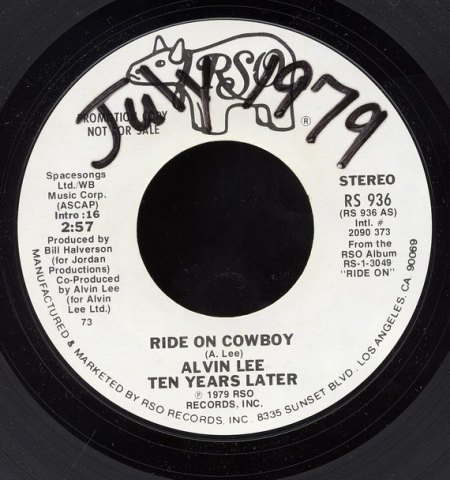 RSO
®
July 1979
PROMOTION COPY
NOT FOR SALE
Spacesongs
Ltd./WB
Music Corp.
(ASCAP)
Intro :16
2:57
Produced by
Bill Halverson
(for Jordan
Productions)
Co-Produced
by Alvin Lee
(for Alvin
Lee Ltd.)
73
STEREO
RS 936
(RS 936 AS)
Intl. #
2090 373
From the
RSO Album
RS-1-3049
"RIDE ON"
RIDE ON COWBOY
(A. Lee)
ALVIN LEE
TEN YEARS LATER
℗ 1979 RSO
RECORDS, INC.
MANUFACTURED & MARKETED BY RSO RECORDS, INC. 8335 SUNSET BLVD. LOS ANGELES, CA 90069